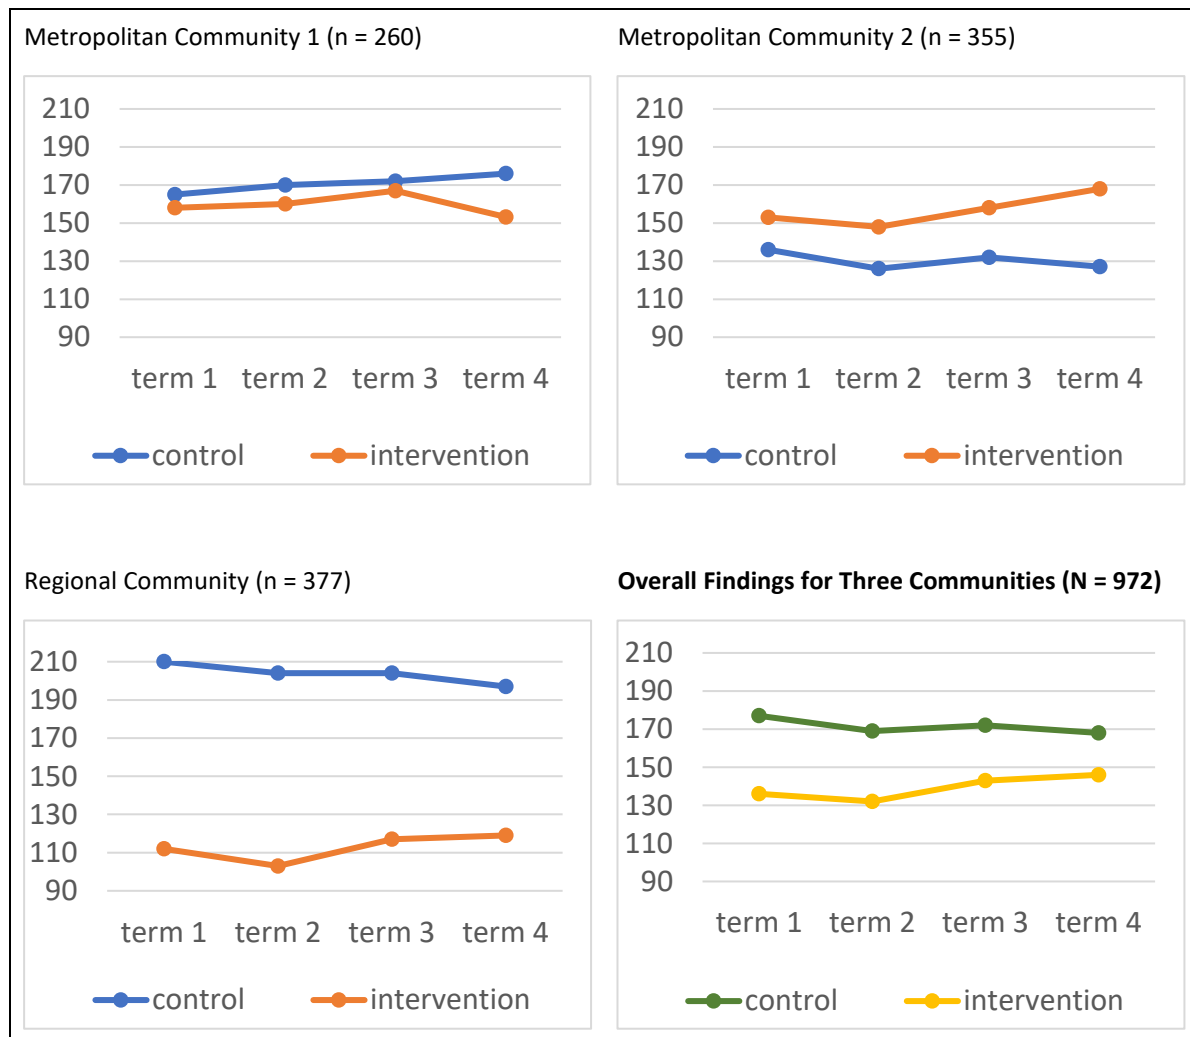 Metropolitan Community 1 (n = 260)
210
190
170
150
130
110
90
term 1 term 2 term 3 term 4
control intervention
Metropolitan Community 2 (n = 355)
210
190
170
150
130
110
90
term 1 term 2 term 3 term 4
control intervention
Regional Community (n = 377)
210
190
170
150
130
110
90
term 1 term 2 term 3 term 4
control intervention
Overall Findings for Three Communities (N = 972)
210
190
170
150
130
110
90
term 1 term 2 term 3 term 4
control intervention